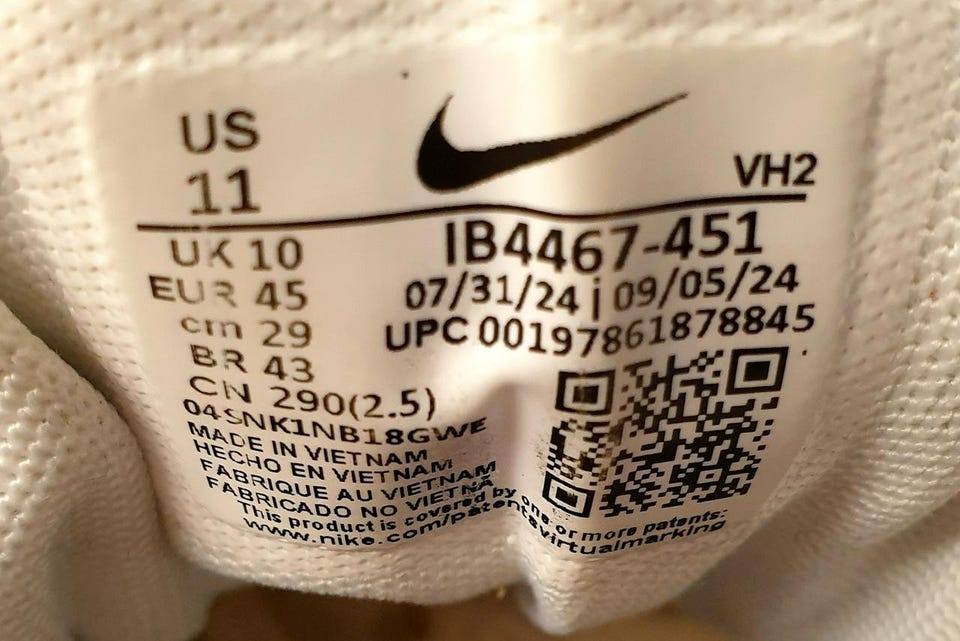 US
11
VH2
UK 10
EUR 45
cm 29
BR 43
CN 290(2.5)
04SNK1NB18GWE
MADE IN VIETNAM
HECHO EN VIETNAM
FABRIQUE AU VIETNAM
FABRICADO NO VIETNÃ
IB4467-451
07/31/24 | 09/05/24
UPC 00197861878845
This product is covered by one or more patents:
www.nike.com/patentsvirtualmarking